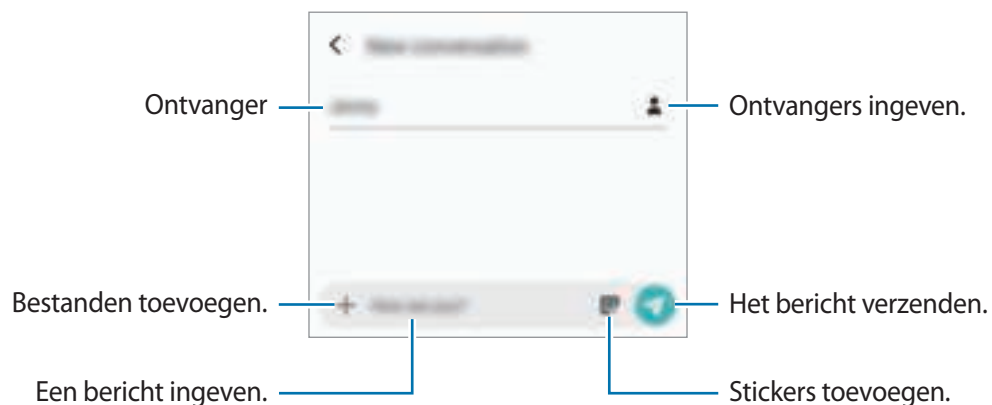 Ontvanger
Ontvangers ingeven.
Bestanden toevoegen.
Het bericht verzenden.
Een bericht ingeven.
Stickers toevoegen.